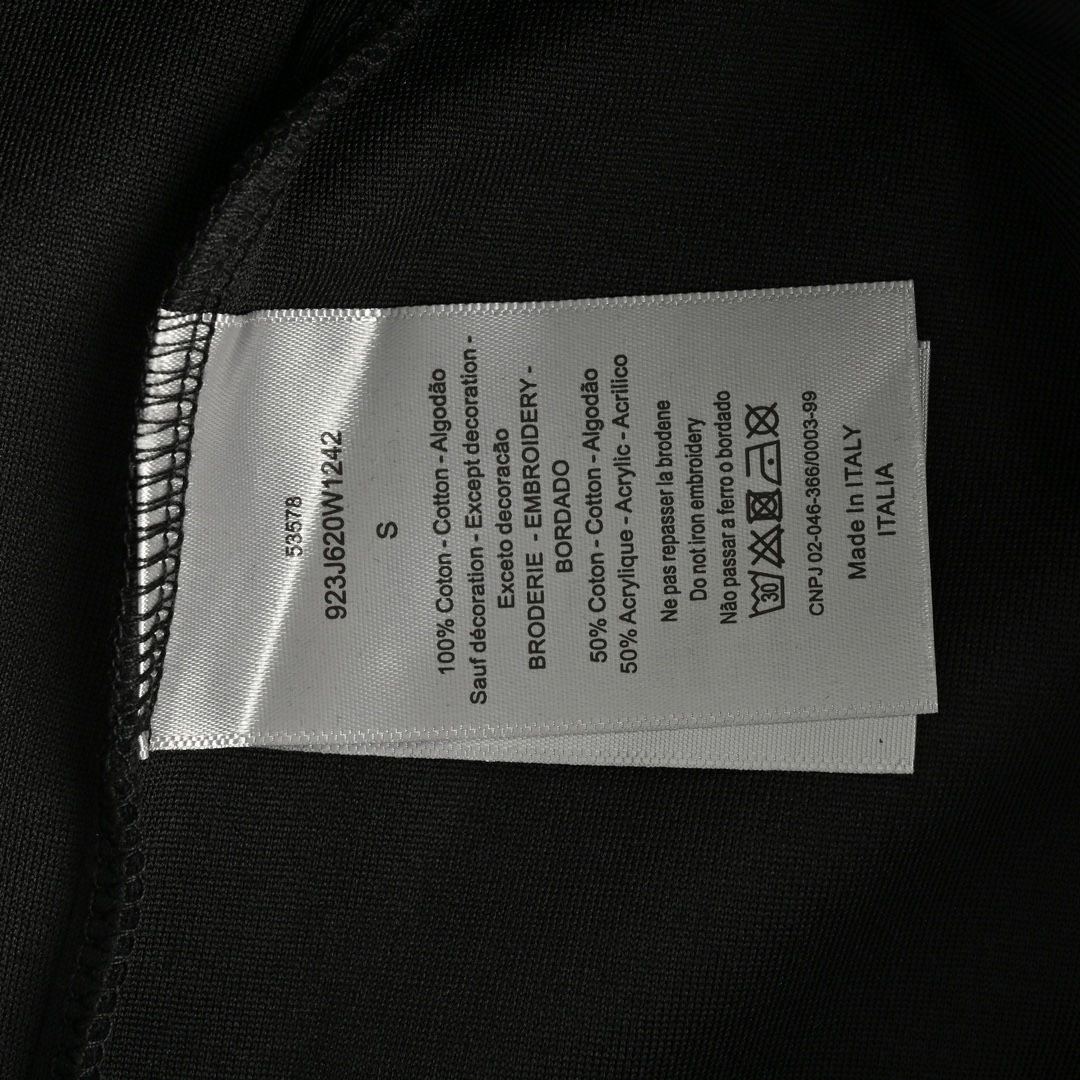 53578
923J620W1242
S
100% Coton - Cotton - Algodão
Sauf décoration - Except decoration -
Exceto decoracão
BRODERIE - EMBROIDERY -
BORDADO
50% Coton - Cotton - Algodão
50% Acrylique - Acrylic - Acrilico
Ne pas repasser la brodene
Do not iron embroidery
Não passar a ferro o bordado
30
CNPJ 02-046-366/0003-99
Made In ITALY
ITALIA